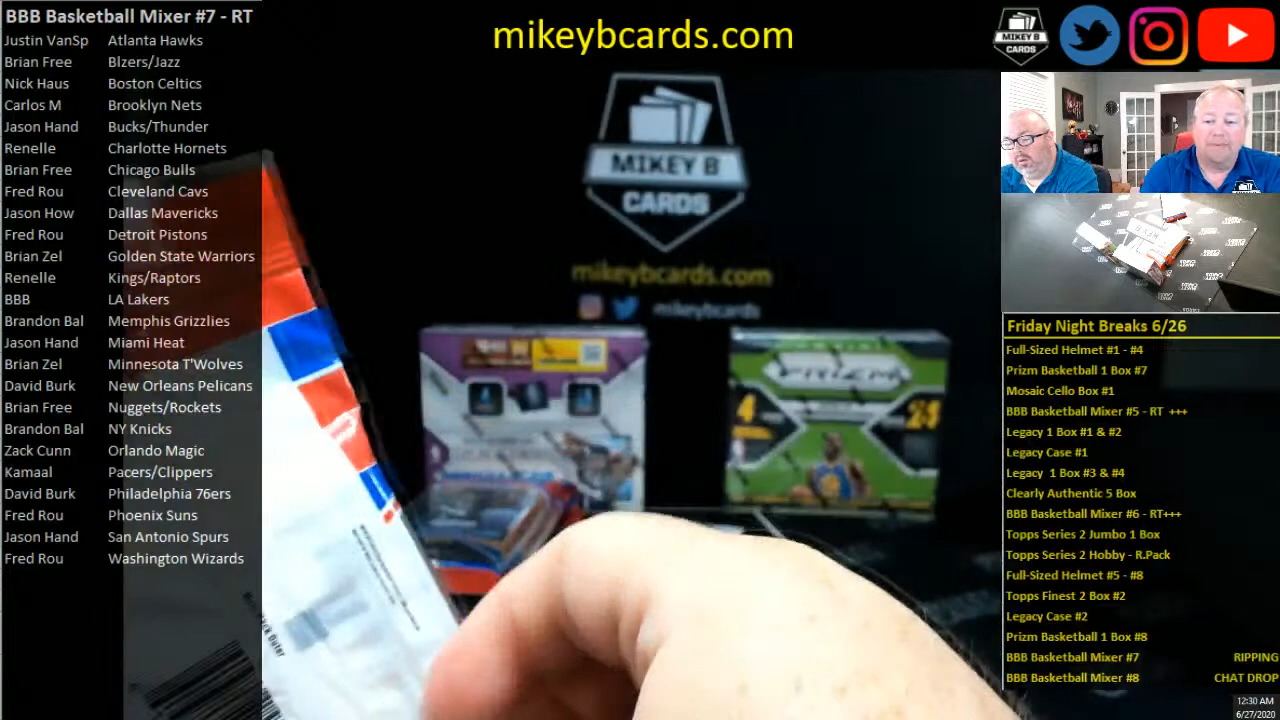 BBB Basketball Mixer #7 - RT
Justin VanSp Atlanta Hawks
Brian Free Blzers/Jazz
Nick Haus Boston Celtics
Carlos M Brooklyn Nets
Jason Hand Bucks/Thunder
Renelle Charlotte Hornets
Brian Free Chicago Bulls
Fred Rou Cleveland Cavs
Jason How Dallas Mavericks
Fred Rou Detroit Pistons
Brian Zel Golden State Warriors
Renelle Kings/Raptors
BBB LA Lakers
Brandon Bal Memphis Grizzlies
Jason Hand Miami Heat
Brian Zel Minnesota T'Wolves
David Burk New Orleans Pelicans
Brian Free Nuggets/Rockets
Brandon Bal NY Knicks
Zack Cunn Orlando Magic
Kamaal Pacers/Clippers
David Burk Philadelphia 76ers
Fred Rou Phoenix Suns
Jason Hand San Antonio Spurs
Fred Rou Washington Wizards
mikeybcards.com
MIKEY B
CARDS
mikeybcards.com
mikeybcards
PRIZM
4
24
MIKEY B
CARDS
Friday Night Breaks 6/26
Full-Sized Helmet #1 - #4
Prizm Basketball 1 Box #7
Mosaic Cello Box #1
BBB Basketball Mixer #5 - RT +++
Legacy 1 Box #1 & #2
Legacy Case #1
Legacy 1 Box #3 & #4
Clearly Authentic 5 Box
BBB Basketball Mixer #6 - RT+++
Topps Series 2 Jumbo 1 Box
Topps Series 2 Hobby - R.Pack
Full-Sized Helmet #5 - #8
Topps Finest 2 Box #2
Legacy Case #2
Prizm Basketball 1 Box #8
BBB Basketball Mixer #7 RIPPING
BBB Basketball Mixer #8 CHAT DROP
12:30 AM
6/27/2020